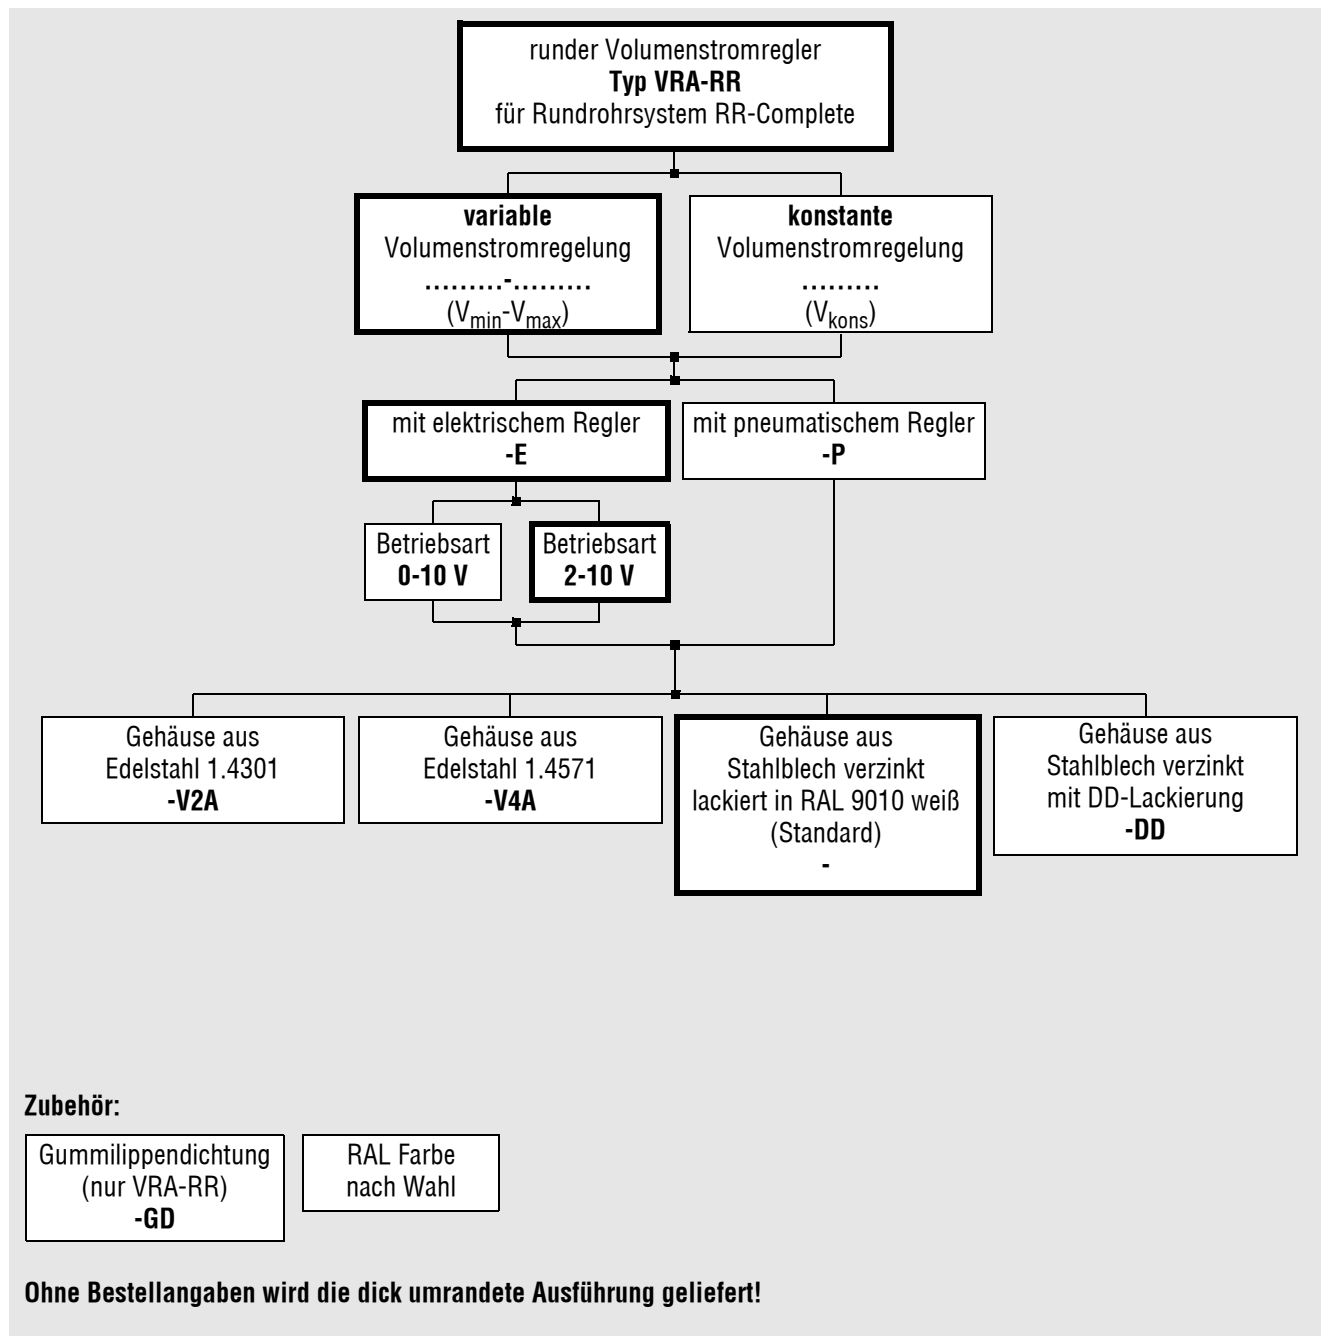 runder Volumenstromregler
Typ VRA-RR
für Rundrohrsystem RR-Complete
variable
Volumenstromregelung
.........-.........
(Vmin-Vmax)
konstante
Volumenstromregelung
.........
(Vkons)
mit elektrischem Regler
-E
mit pneumatischem Regler
-P
Betriebsart
0-10 V
Betriebsart
2-10 V
Gehäuse aus
Edelstahl 1.4301
-V2A
Gehäuse aus
Edelstahl 1.4571
-V4A
Gehäuse aus
Stahlblech verzinkt
lackiert in RAL 9010 weiß
(Standard)
-
Gehäuse aus
Stahlblech verzinkt
mit DD-Lackierung
-DD
Zubehör:
Gummilippendichtung
(nur VRA-RR)
-GD
RAL Farbe
nach Wahl
Ohne Bestellangaben wird die dick umrandete Ausführung geliefert!